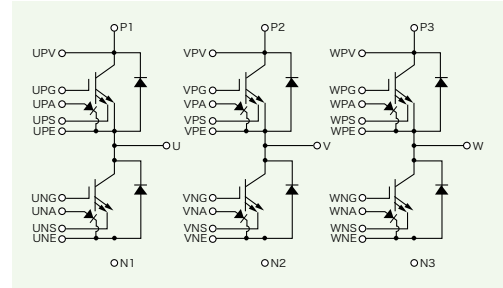 P1 P2 P3
UPV VPV WPV
UPG VPG WPG
UPA VPA WPA
UPS VPS WPS
UPE VPE WPE
U V W
UNG VNG WNG
UNA VNA WNA
UNS VNS WNS
UNE VNE WNE
N1 N2 N3